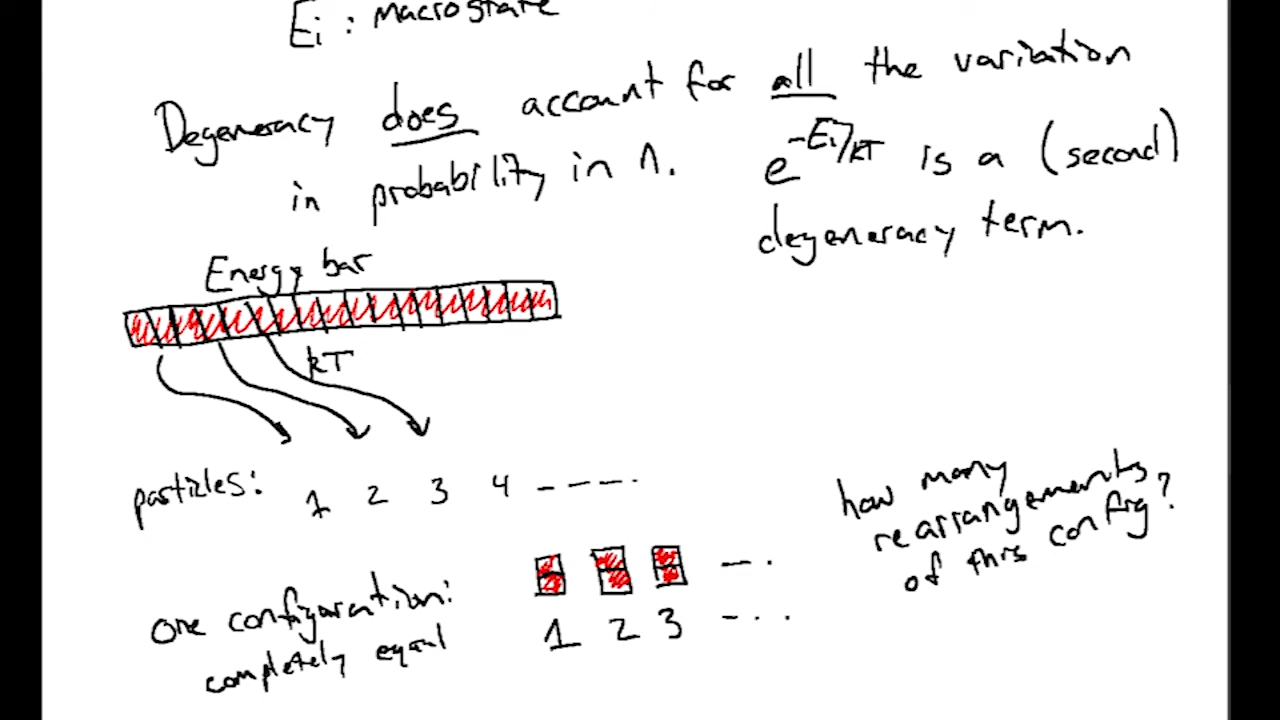 Ei : macrostate
Degeneracy does account for all the variation
in probability in 1. e^-Ei/kT is a (second)
degeneracy term.
Energy bar
kT
particles: 1 2 3 4 - - - - .
how many
rearrangements
of this config?
one configuration:
completely equal
1 2 3 - . .